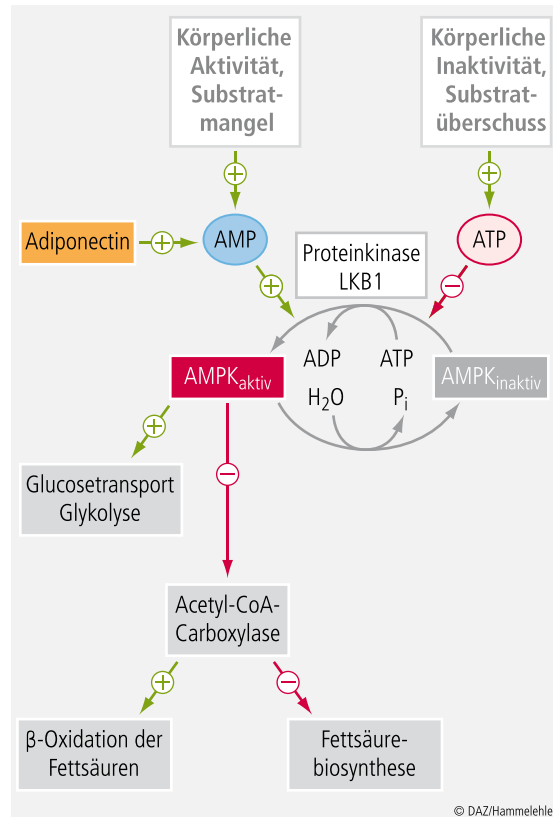 Körperliche
Aktivität,
Substrat-
mangel
Körperliche
Inaktivität,
Substrat-
überschuss
+
+
Adiponectin
+
AMP
ATP
+
Proteinkinase
LKB1
−
ADP
ATP
AMPKaktiv
AMPKinaktiv
H2O
Pi
+
−
Glucosetransport
Glykolyse
Acetyl-CoA-
Carboxylase
+
−
β-Oxidation der
Fettsäuren
Fettsäure-
biosynthese
© DAZ/Hammelehle